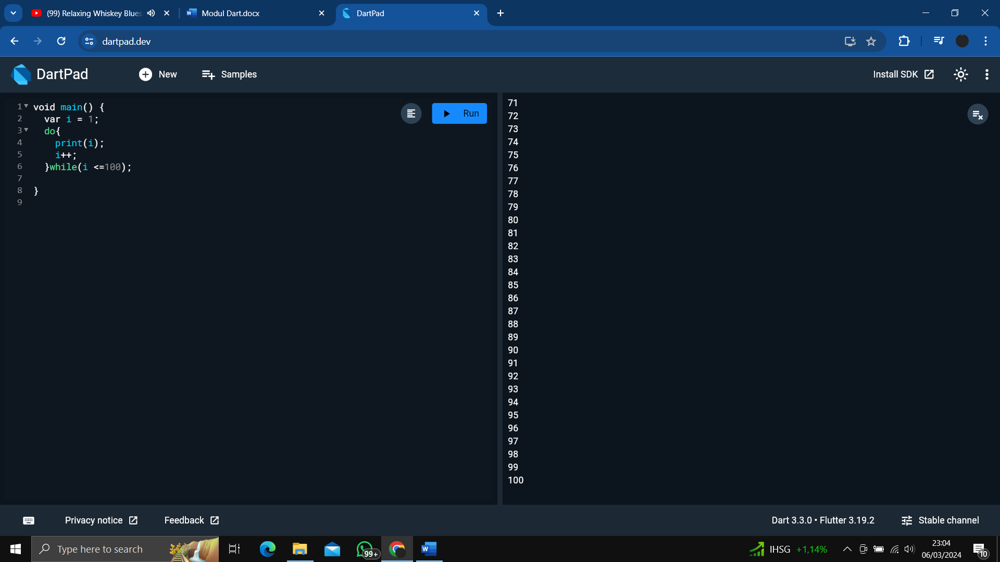 (99) Relaxing Whiskey Blues
Modul Dart.docx
DartPad
dartpad.dev
DartPad
New
Samples
Install SDK
1 void main() {
2   var i = 1;
3   do{
4     print(i);
5     i++;
6   }while(i <=100);
7
8 }
9
Run
71
72
73
74
75
76
77
78
79
80
81
82
83
84
85
86
87
88
89
90
91
92
93
94
95
96
97
98
99
100
Privacy notice
Feedback
Dart 3.3.0 • Flutter 3.19.2
Stable channel
Type here to search
99+
IHSG +1,14%
23:04
06/03/2024
10